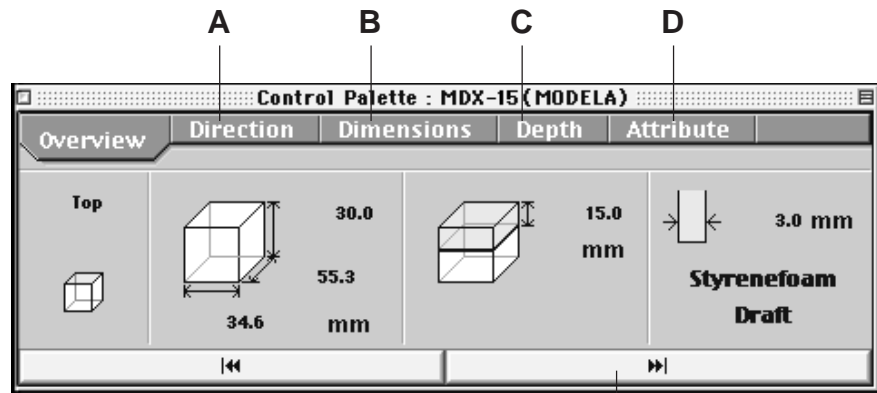 A B C D
Control Palette : MDX-15(MODELA)
Overview Direction Dimensions Depth Attribute
Top
30.0
55.3
34.6 mm
15.0
mm
3.0 mm
Styrenefoam
Draft